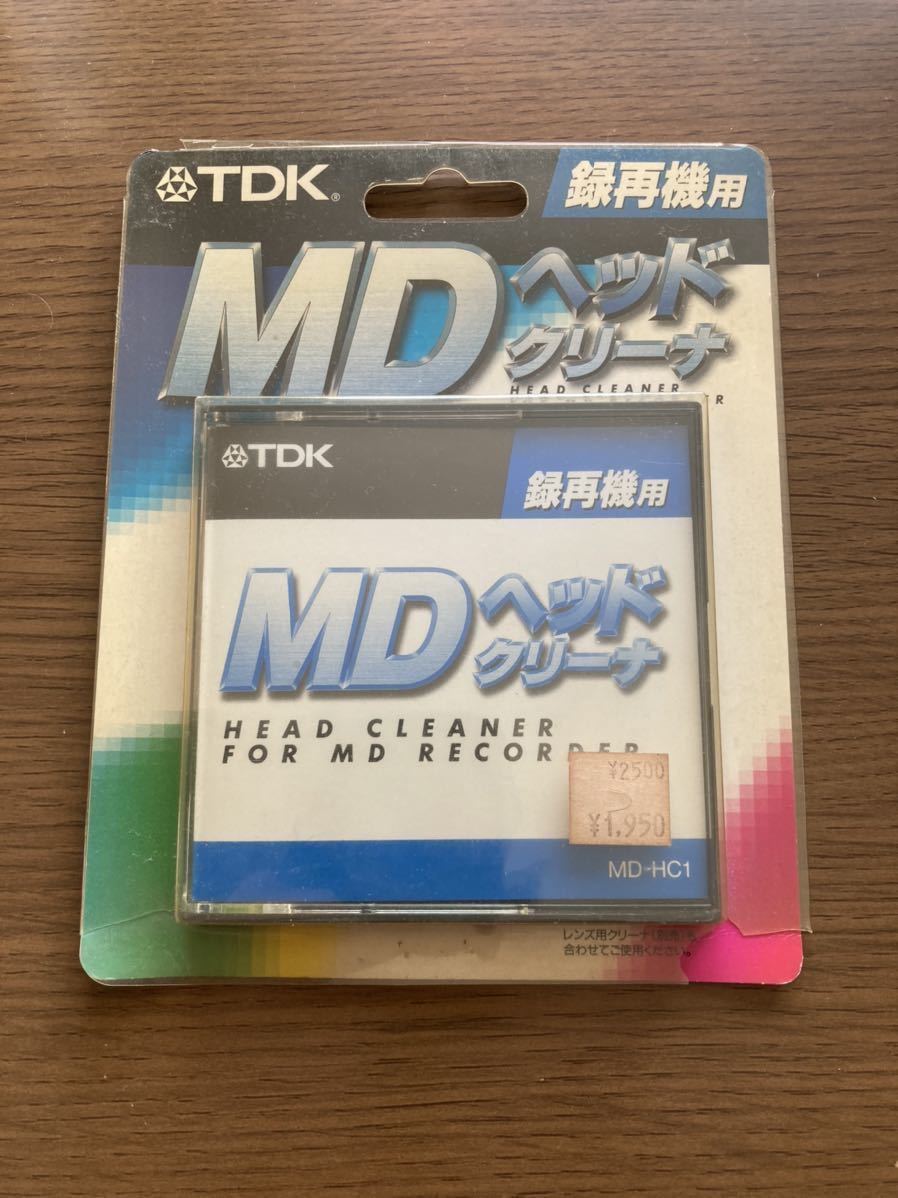 TDK®
録再機用
MD ヘッド
クリーナ
HEAD CLEANER
TDK
録再機用
MD ヘッド
クリーナ
HEAD CLEANER
FOR MD RECORDER
¥2500
¥1,950
MD-HC1
レンズ用クリーナ(別売)も
合わせてご使用ください。